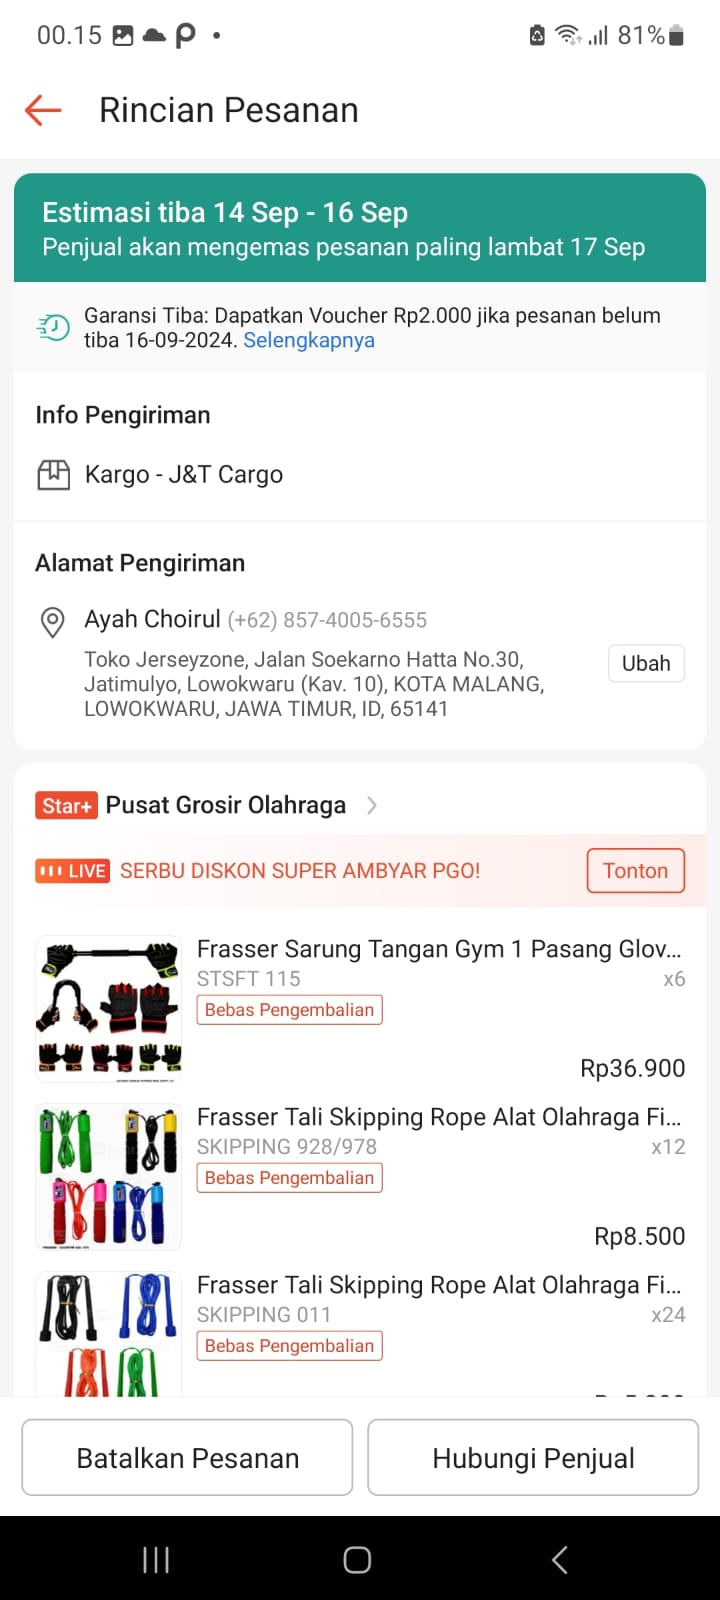 00.15
81%
Rincian Pesanan
Estimasi tiba 14 Sep - 16 Sep
Penjual akan mengemas pesanan paling lambat 17 Sep
Garansi Tiba: Dapatkan Voucher Rp2.000 jika pesanan belum
tiba 16-09-2024. Selengkapnya
Info Pengiriman
Kargo - J&T Cargo
Alamat Pengiriman
Ayah Choirul (+62) 857-4005-6555
Toko Jerseyzone, Jalan Soekarno Hatta No.30,
Jatimulyo, Lowokwaru (Kav. 10), KOTA MALANG,
LOWOKWARU, JAWA TIMUR, ID, 65141
Ubah
Star+ Pusat Grosir Olahraga
LIVE SERBU DISKON SUPER AMBYAR PGO!
Tonton
Frasser Sarung Tangan Gym 1 Pasang Glov...
STSFT 115
x6
Bebas Pengembalian
Rp36.900
Frasser Tali Skipping Rope Alat Olahraga Fi...
SKIPPING 928/978
x12
Bebas Pengembalian
Rp8.500
Frasser Tali Skipping Rope Alat Olahraga Fi...
SKIPPING 011
x24
Bebas Pengembalian
Batalkan Pesanan
Hubungi Penjual